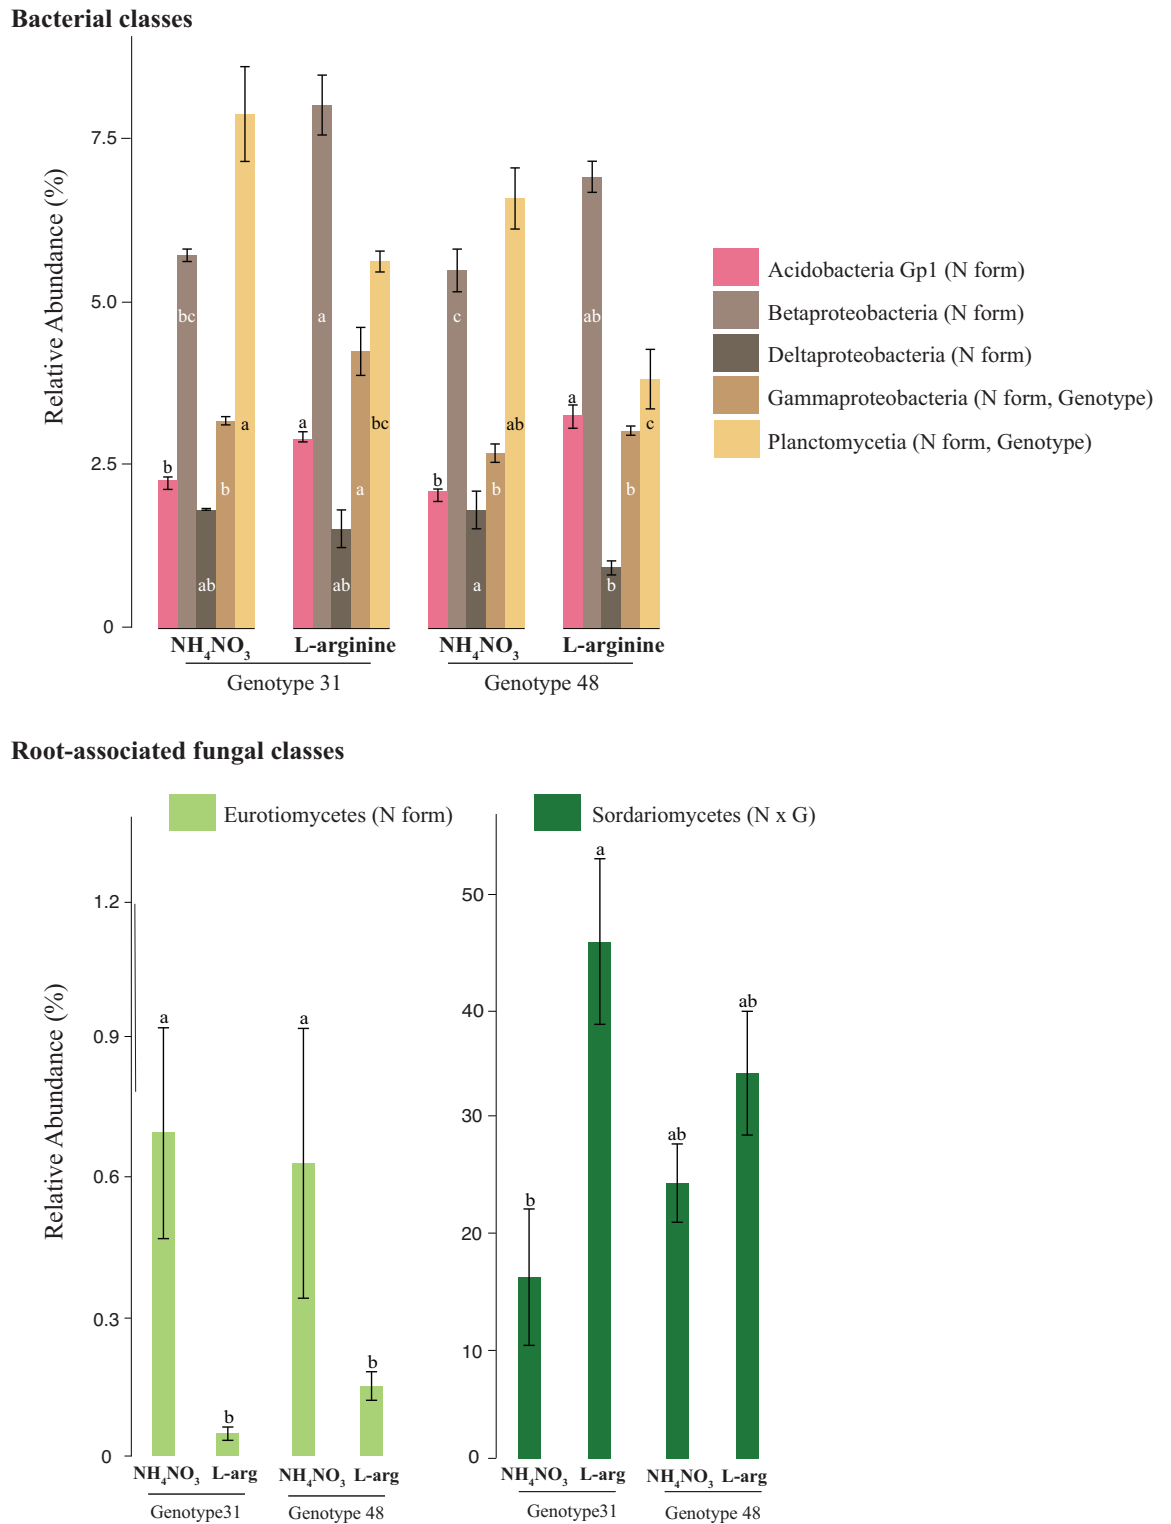 Bacterial classes
Relative Abundance (%)
7.5
5.0
2.5
0
b
bc
ab
b
a
a
a
ab
a
bc
b
c
a
b
ab
a
ab
b
b
c
NH₄NO₃ L-arginine NH₄NO₃ L-arginine
Genotype 31 Genotype 48
Acidobacteria Gp1 (N form)
Betaproteobacteria (N form)
Deltaproteobacteria (N form)
Gammaproteobacteria (N form, Genotype)
Planctomycetia (N form, Genotype)
Root-associated fungal classes
Eurotiomycetes (N form)
Relative Abundance (%)
1.2
0.9
0.6
0.3
0
a
b
a
b
NH₄NO₃ L-arg NH₄NO₃ L-arg
Genotype31 Genotype 48
Sordariomycetes (N x G)
50
40
30
20
10
0
b
a
ab
ab
NH₄NO₃ L-arg NH₄NO₃ L-arg
Genotype31 Genotype 48